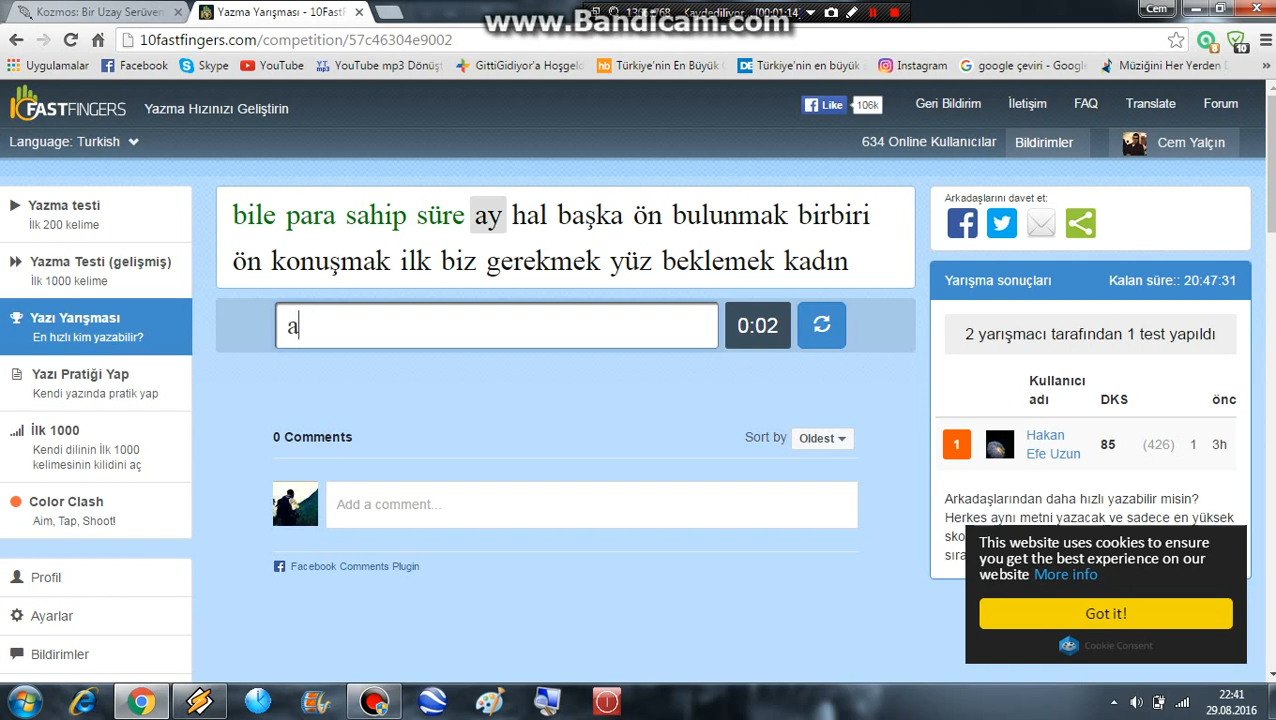 Kozmos: Bir Uzay Serüven
Yazma Yarışması - 10FastF
www.Bandicam.com
Cem
10fastfingers.com/competition/57c46304e9002
Uygulamalar
Facebook
Skype
YouTube
YouTube mp3 Dönüşt
GittiGidiyor'a Hoşgeld
Türkiye'nin En Büyük
Türkiye'nin en büyük
Instagram
google çeviri - Google
Müziğini Her Yerden
10FASTFINGERS
Yazma Hızınızı Geliştirin
Like
106k
Geri Bildirim
İletişim
FAQ
Translate
Forum
Language: Turkish
634 Online Kullanıcılar
Bildirimler
Cem Yalçın
Yazma testi
İlk 200 kelime
Yazma Testi (gelişmiş)
İlk 1000 kelime
Yazı Yarışması
En hızlı kim yazabilir?
Yazı Pratiği Yap
Kendi yazında pratik yap
İlk 1000
Kendi dilinin İlk 1000
kelimesinin kilidini aç
Color Clash
Aim, Tap, Shoot!
Profil
Ayarlar
Bildirimler
bile para sahip süre ay hal başka ön bulunmak birbiri
ön konuşmak ilk biz gerekmek yüz beklemek kadın
a
0:02
0 Comments
Sort by
Oldest
Add a comment...
Facebook Comments Plugin
Arkadaşlarını davet et:
Yarışma sonuçları
Kalan süre:: 20:47:31
2 yarışmacı tarafından 1 test yapıldı
Kullanıcı
adı
DKS
önc
1
Hakan
Efe Uzun
85
(426)
1
3h
Arkadaşlarından daha hızlı yazabilir misin?
Herkes aynı metni yazacak ve sadece en yüksek
This website uses cookies to ensure
you get the best experience on our
website More info
Got it!
Cookie Consent
22:41
29.08.2016